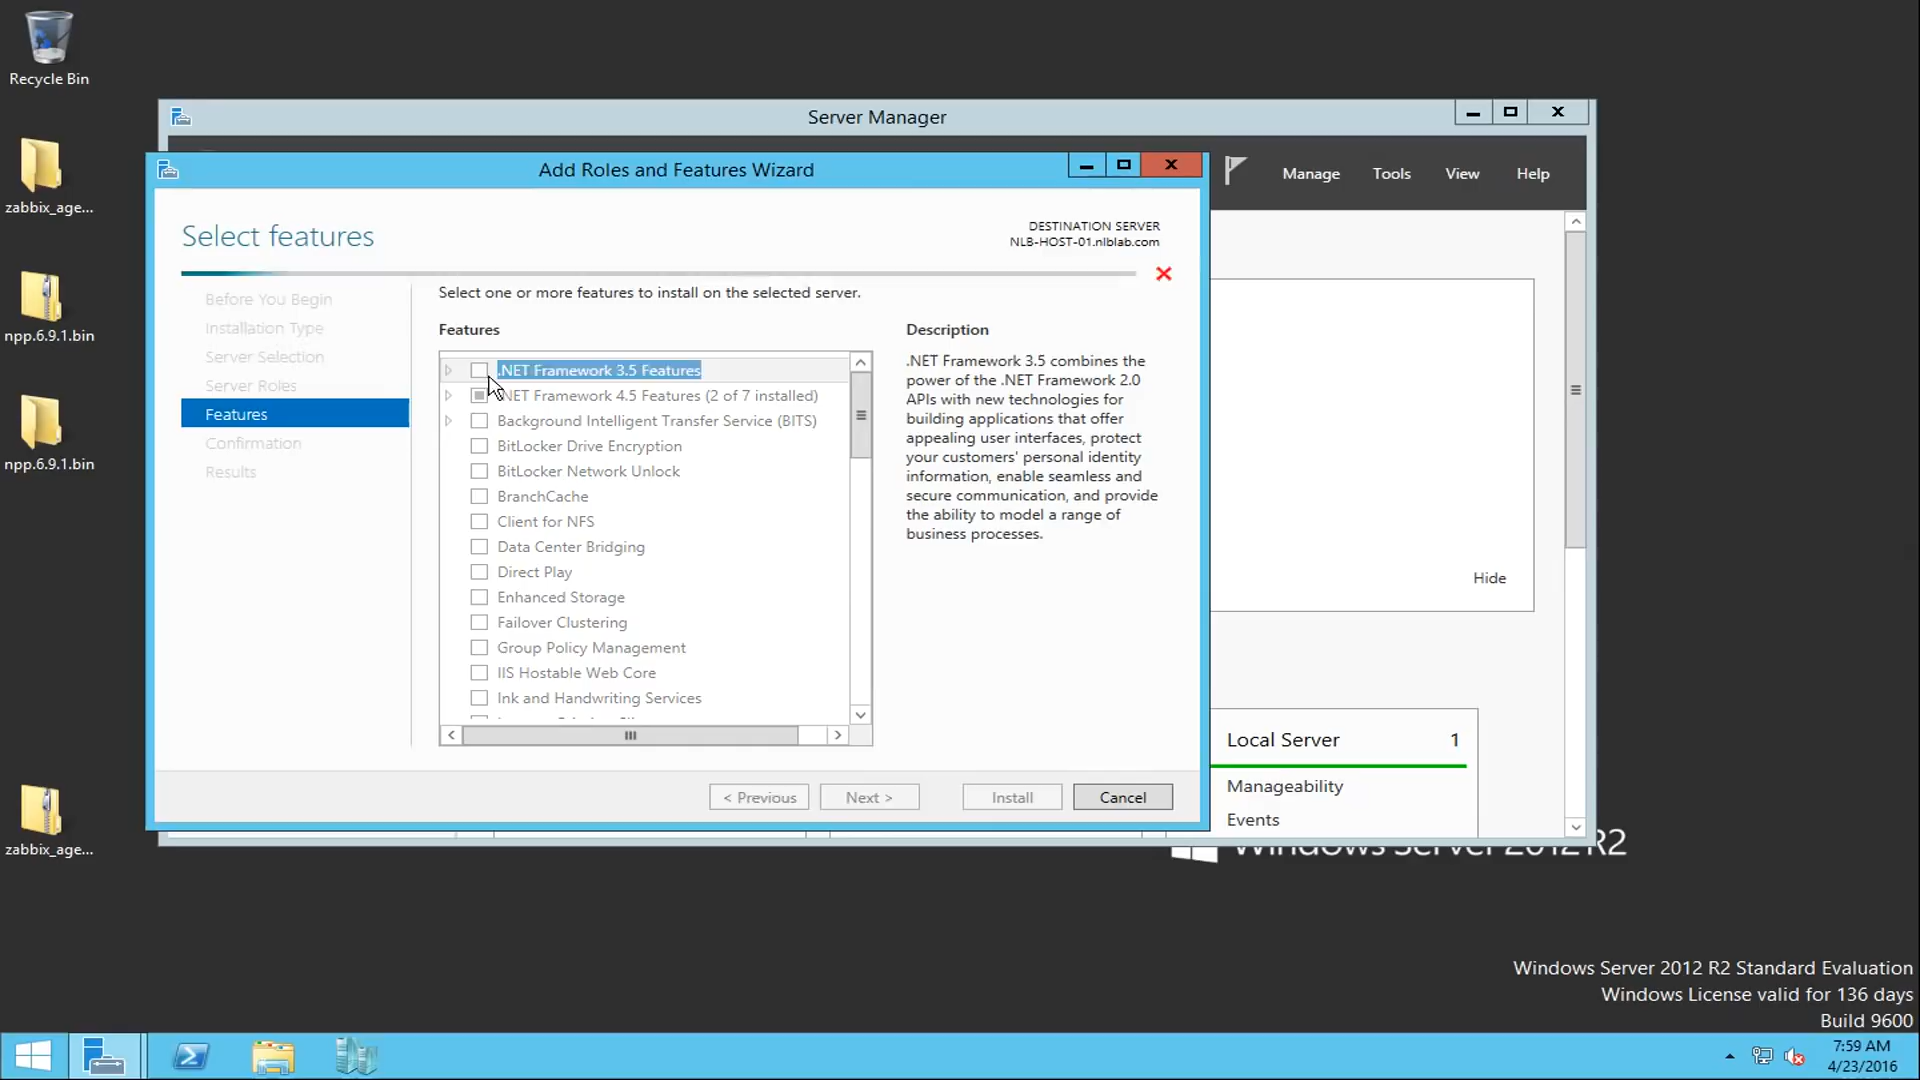 Recycle Bin
zabbix_age...
npp.6.9.1.bin
npp.6.9.1.bin
zabbix_age...
Server Manager
Manage
Tools
View
Help
Add Roles and Features Wizard
Select features
DESTINATION SERVER
NLB-HOST-01.nlblab.com
Before You Begin
Installation Type
Server Selection
Server Roles
Features
Confirmation
Results
Select one or more features to install on the selected server.
Features
.NET Framework 3.5 Features
.NET Framework 4.5 Features (2 of 7 installed)
Background Intelligent Transfer Service (BITS)
BitLocker Drive Encryption
BitLocker Network Unlock
BranchCache
Client for NFS
Data Center Bridging
Direct Play
Enhanced Storage
Failover Clustering
Group Policy Management
IIS Hostable Web Core
Ink and Handwriting Services
Description
.NET Framework 3.5 combines the
power of the .NET Framework 2.0
APIs with new technologies for
building applications that offer
appealing user interfaces, protect
your customers' personal identity
information, enable seamless and
secure communication, and provide
the ability to model a range of
business processes.
< Previous
Next >
Install
Cancel
Hide
Local Server 1
Manageability
Events
Windows Server 2012 R2
Windows Server 2012 R2 Standard Evaluation
Windows License valid for 136 days
Build 9600
7:59 AM
4/23/2016